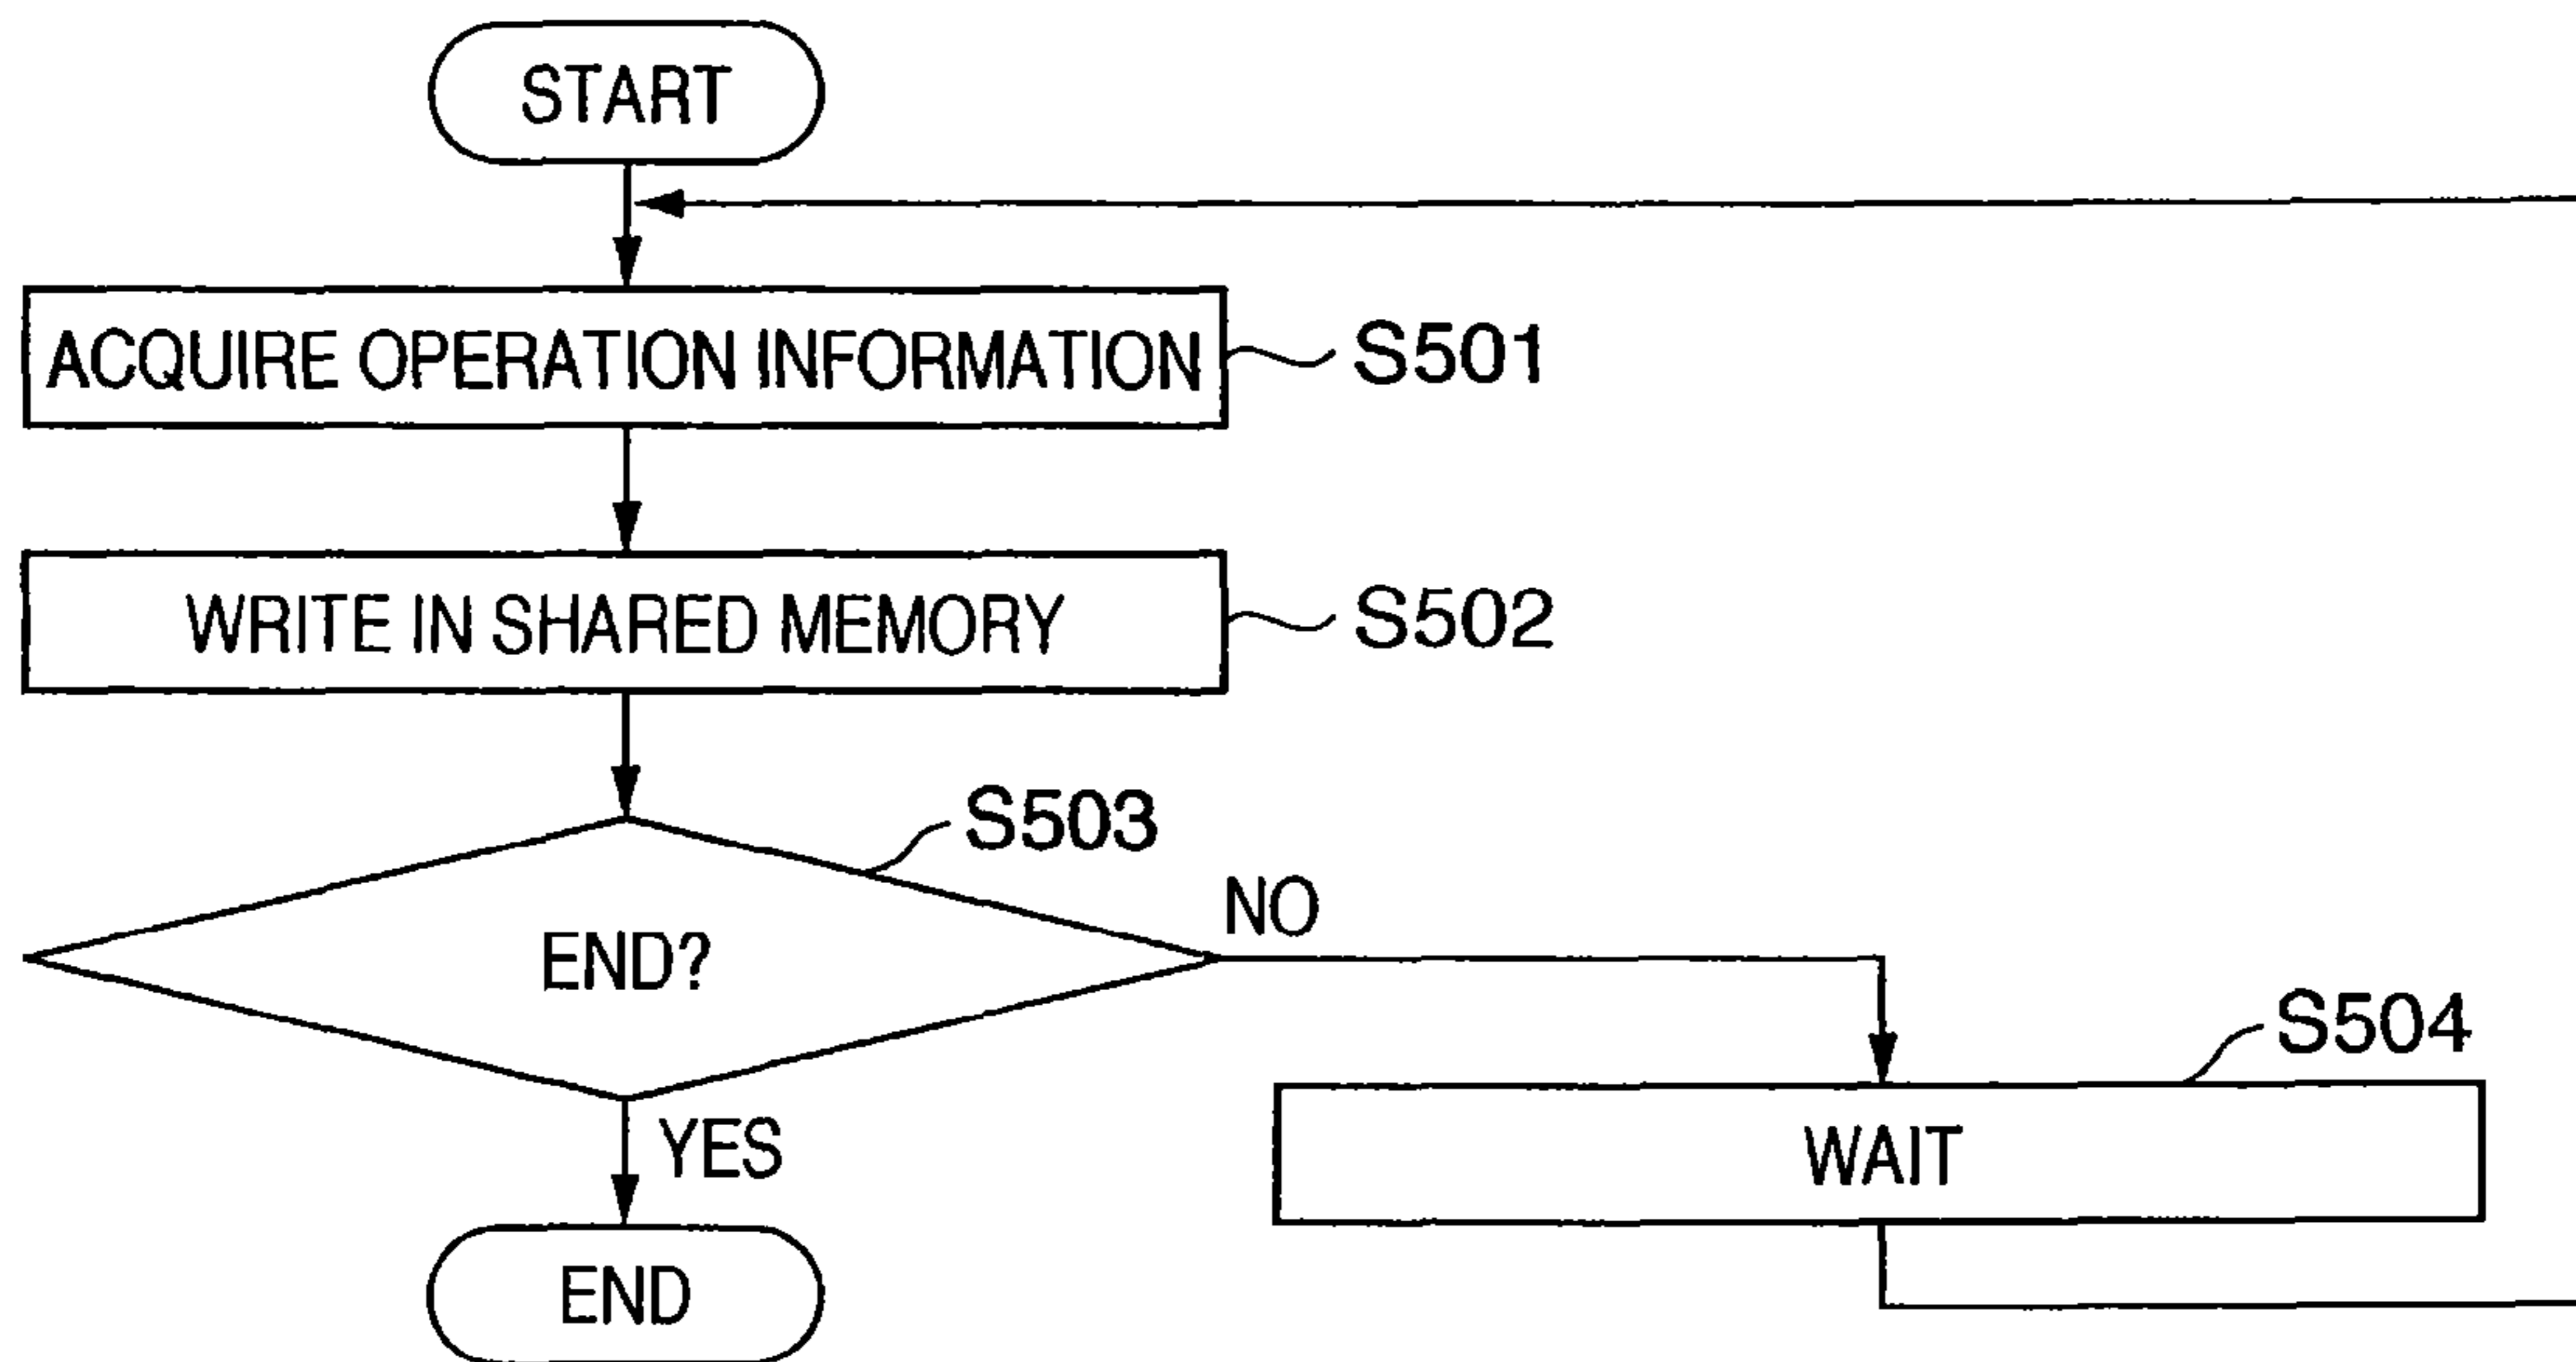 START
ACQUIRE OPERATION INFORMATION
S501
WRITE IN SHARED MEMORY
S502
S503
END?
NO
YES
S504
WAIT
END